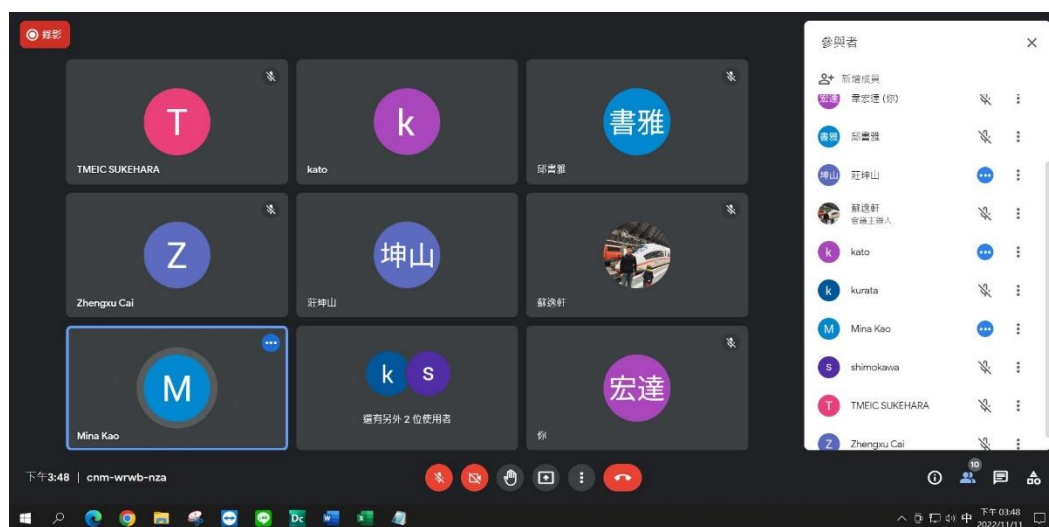 錄影
T
TMEIC SUKEHARA
k
kato
書雅
邱書雅
Z
Zhengxu Cai
坤山
莊坤山
蘇逸軒
M
Mina Kao
k s
還有另外 2 位使用者
宏達
你
下午3:48 | cnm-wrwb-nza
參與者
新增成員
宏達
宏達 (你)
書雅 邱書雅
坤山 莊坤山
蘇逸軒
會議主辦人
k kato
k kurata
M Mina Kao
s shimokawa
T TMEIC SUKEHARA
Z Zhengxu Cai
10
Dc
中
下午 03:48
2022/11/11